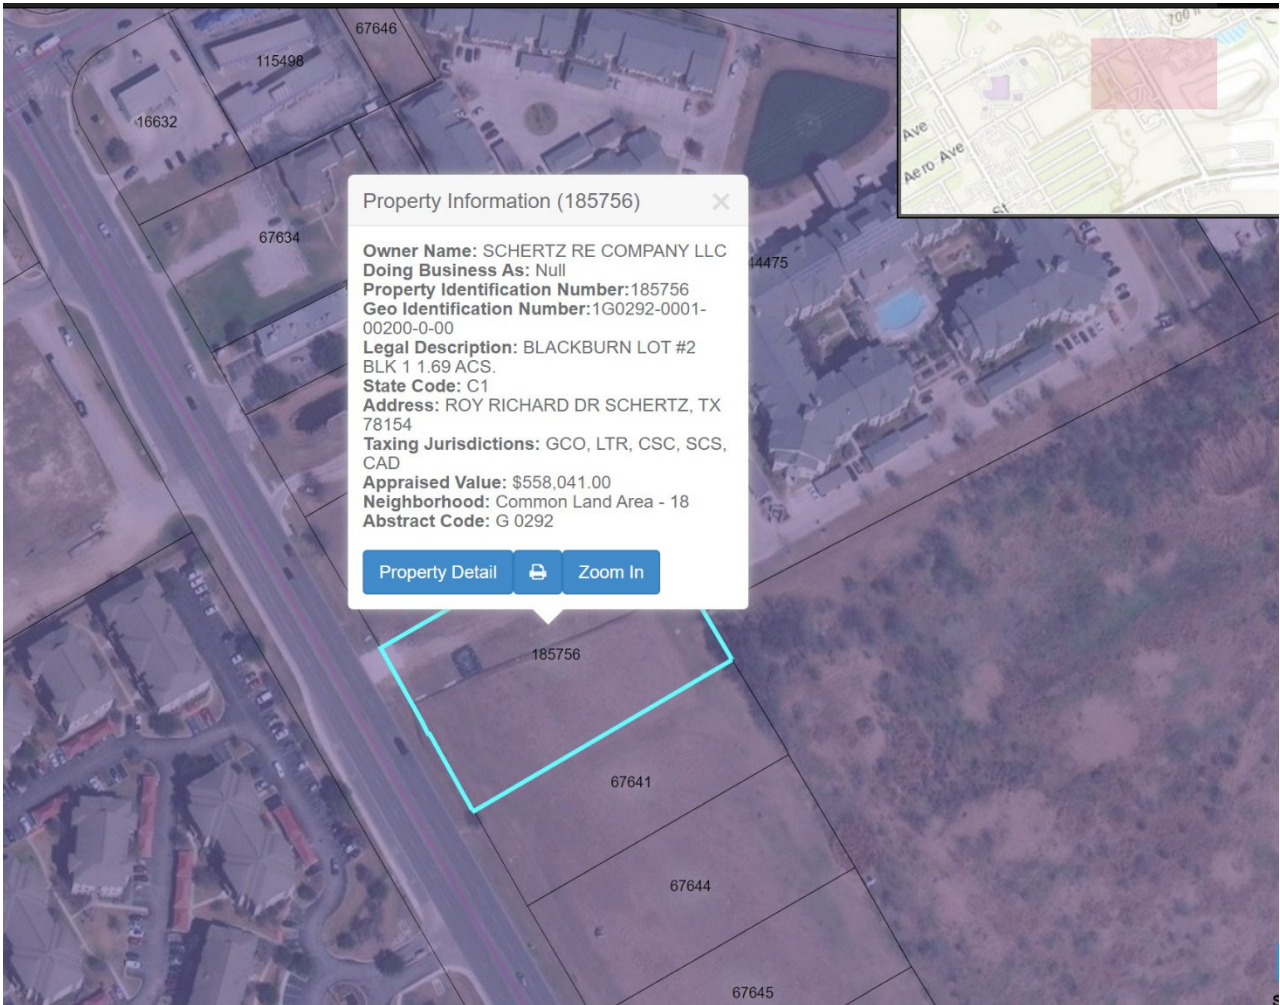 67646
115498
16632
700 ft
Ave
Aero Ave
St
67634
44475
Property Information (185756)
×
Owner Name: SCHERTZ RE COMPANY LLC
Doing Business As: Null
Property Identification Number:185756
Geo Identification Number:1G0292-0001-
00200-0-00
Legal Description: BLACKBURN LOT #2
BLK 1 1.69 ACS.
State Code: C1
Address: ROY RICHARD DR SCHERTZ, TX
78154
Taxing Jurisdictions: GCO, LTR, CSC, SCS,
CAD
Appraised Value: $558,041.00
Neighborhood: Common Land Area - 18
Abstract Code: G 0292
Property Detail
Zoom In
185756
67641
67644
67645